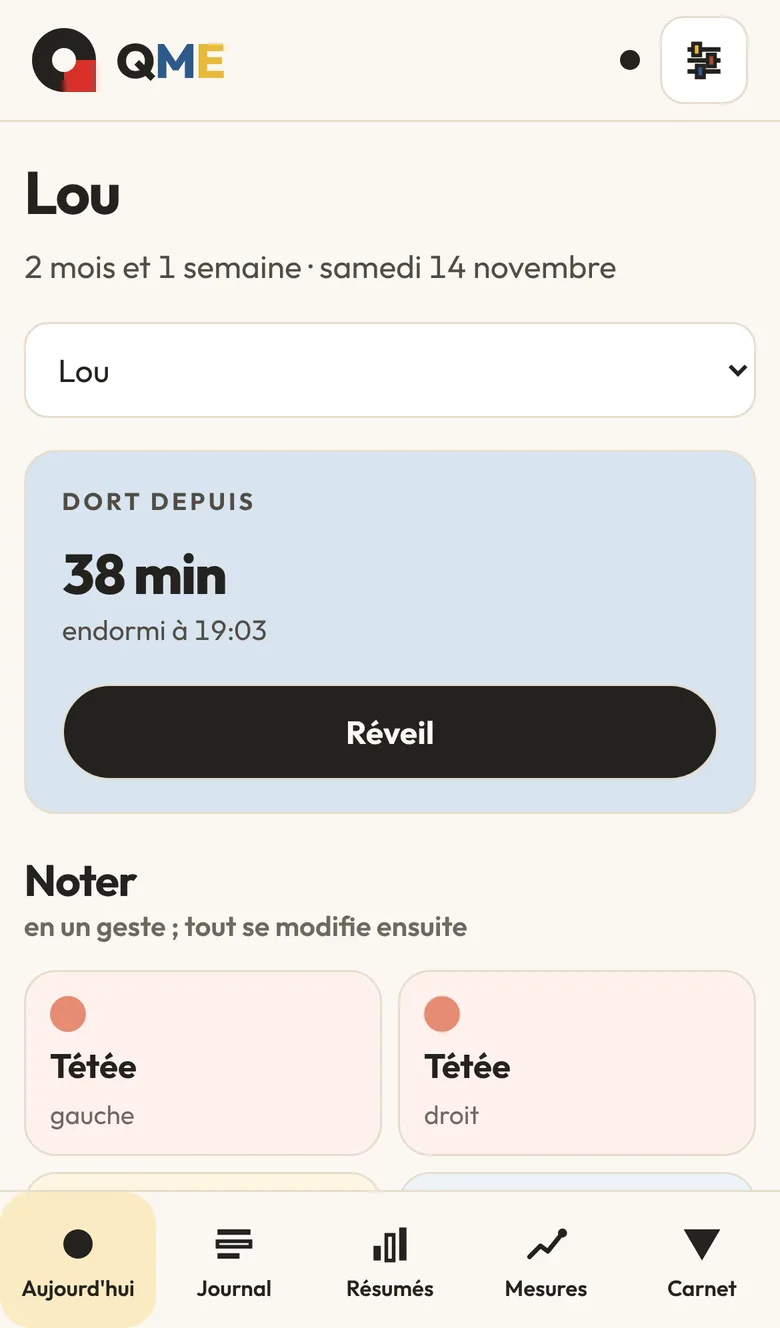 QME
Lou
2 mois et 1 semaine · samedi 14 novembre
Lou
DORT DEPUIS
38 min
endormi à 19:03
Réveil
Noter
en un geste ; tout se modifie ensuite
Tétée
gauche
Tétée
droit
Aujourd'hui
Journal
Résumés
Mesures
Carnet